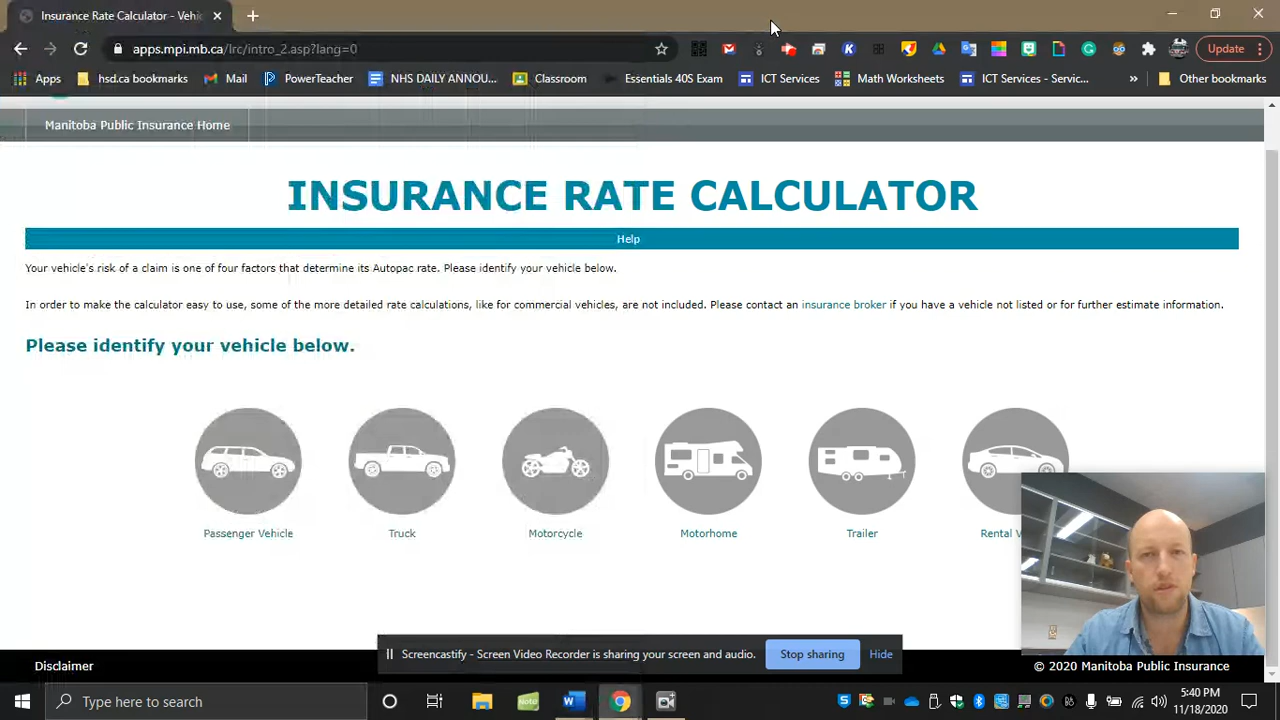 Insurance Rate Calculator - Vehic
apps.mpi.mb.ca/Irc/intro_2.asp?lang=0
Update
Apps
hsd.ca bookmarks
Mail
PowerTeacher
NHS DAILY ANNOU...
Classroom
Essentials 40S Exam
ICT Services
Math Worksheets
ICT Services - Servic...
»
Other bookmarks
Manitoba Public Insurance Home
INSURANCE RATE CALCULATOR
Help
Your vehicle's risk of a claim is one of four factors that determine its Autopac rate. Please identify your vehicle below.
In order to make the calculator easy to use, some of the more detailed rate calculations, like for commercial vehicles, are not included. Please contact an insurance broker if you have a vehicle not listed or for further estimate information.
Please identify your vehicle below.
Passenger Vehicle
Truck
Motorcycle
Motorhome
Trailer
Rental V
Screencastify - Screen Video Recorder is sharing your screen and audio.
Stop sharing
Hide
Disclaimer
© 2020 Manitoba Public Insurance
Type here to search
5:40 PM
11/18/2020